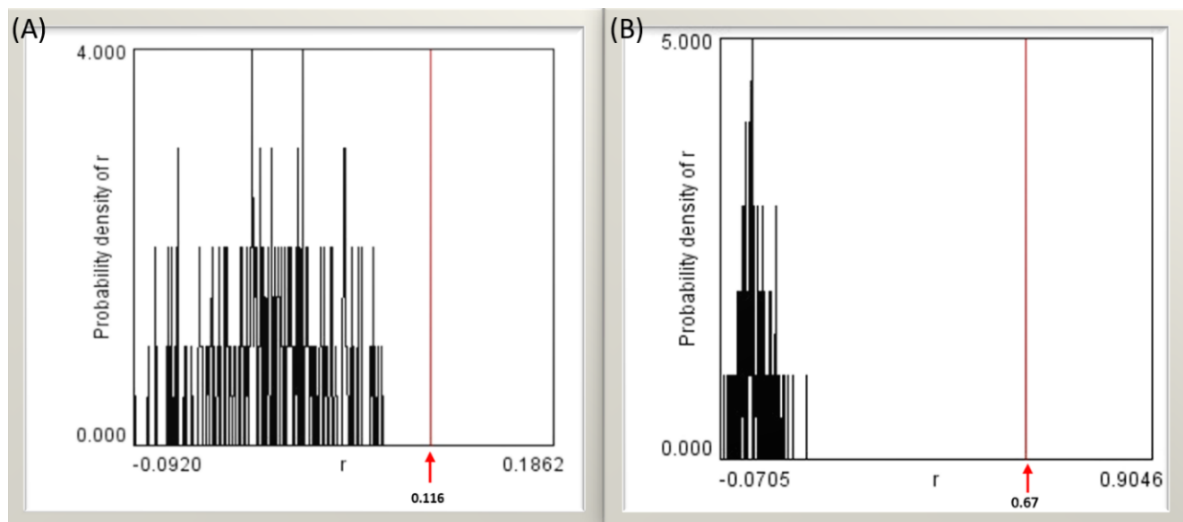 (A)
4.000
Probability density of r
0.000
-0.0920
r
0.1862
0.116
(B)
5.000
Probability density of r
0.000
-0.0705
r
0.9046
0.67